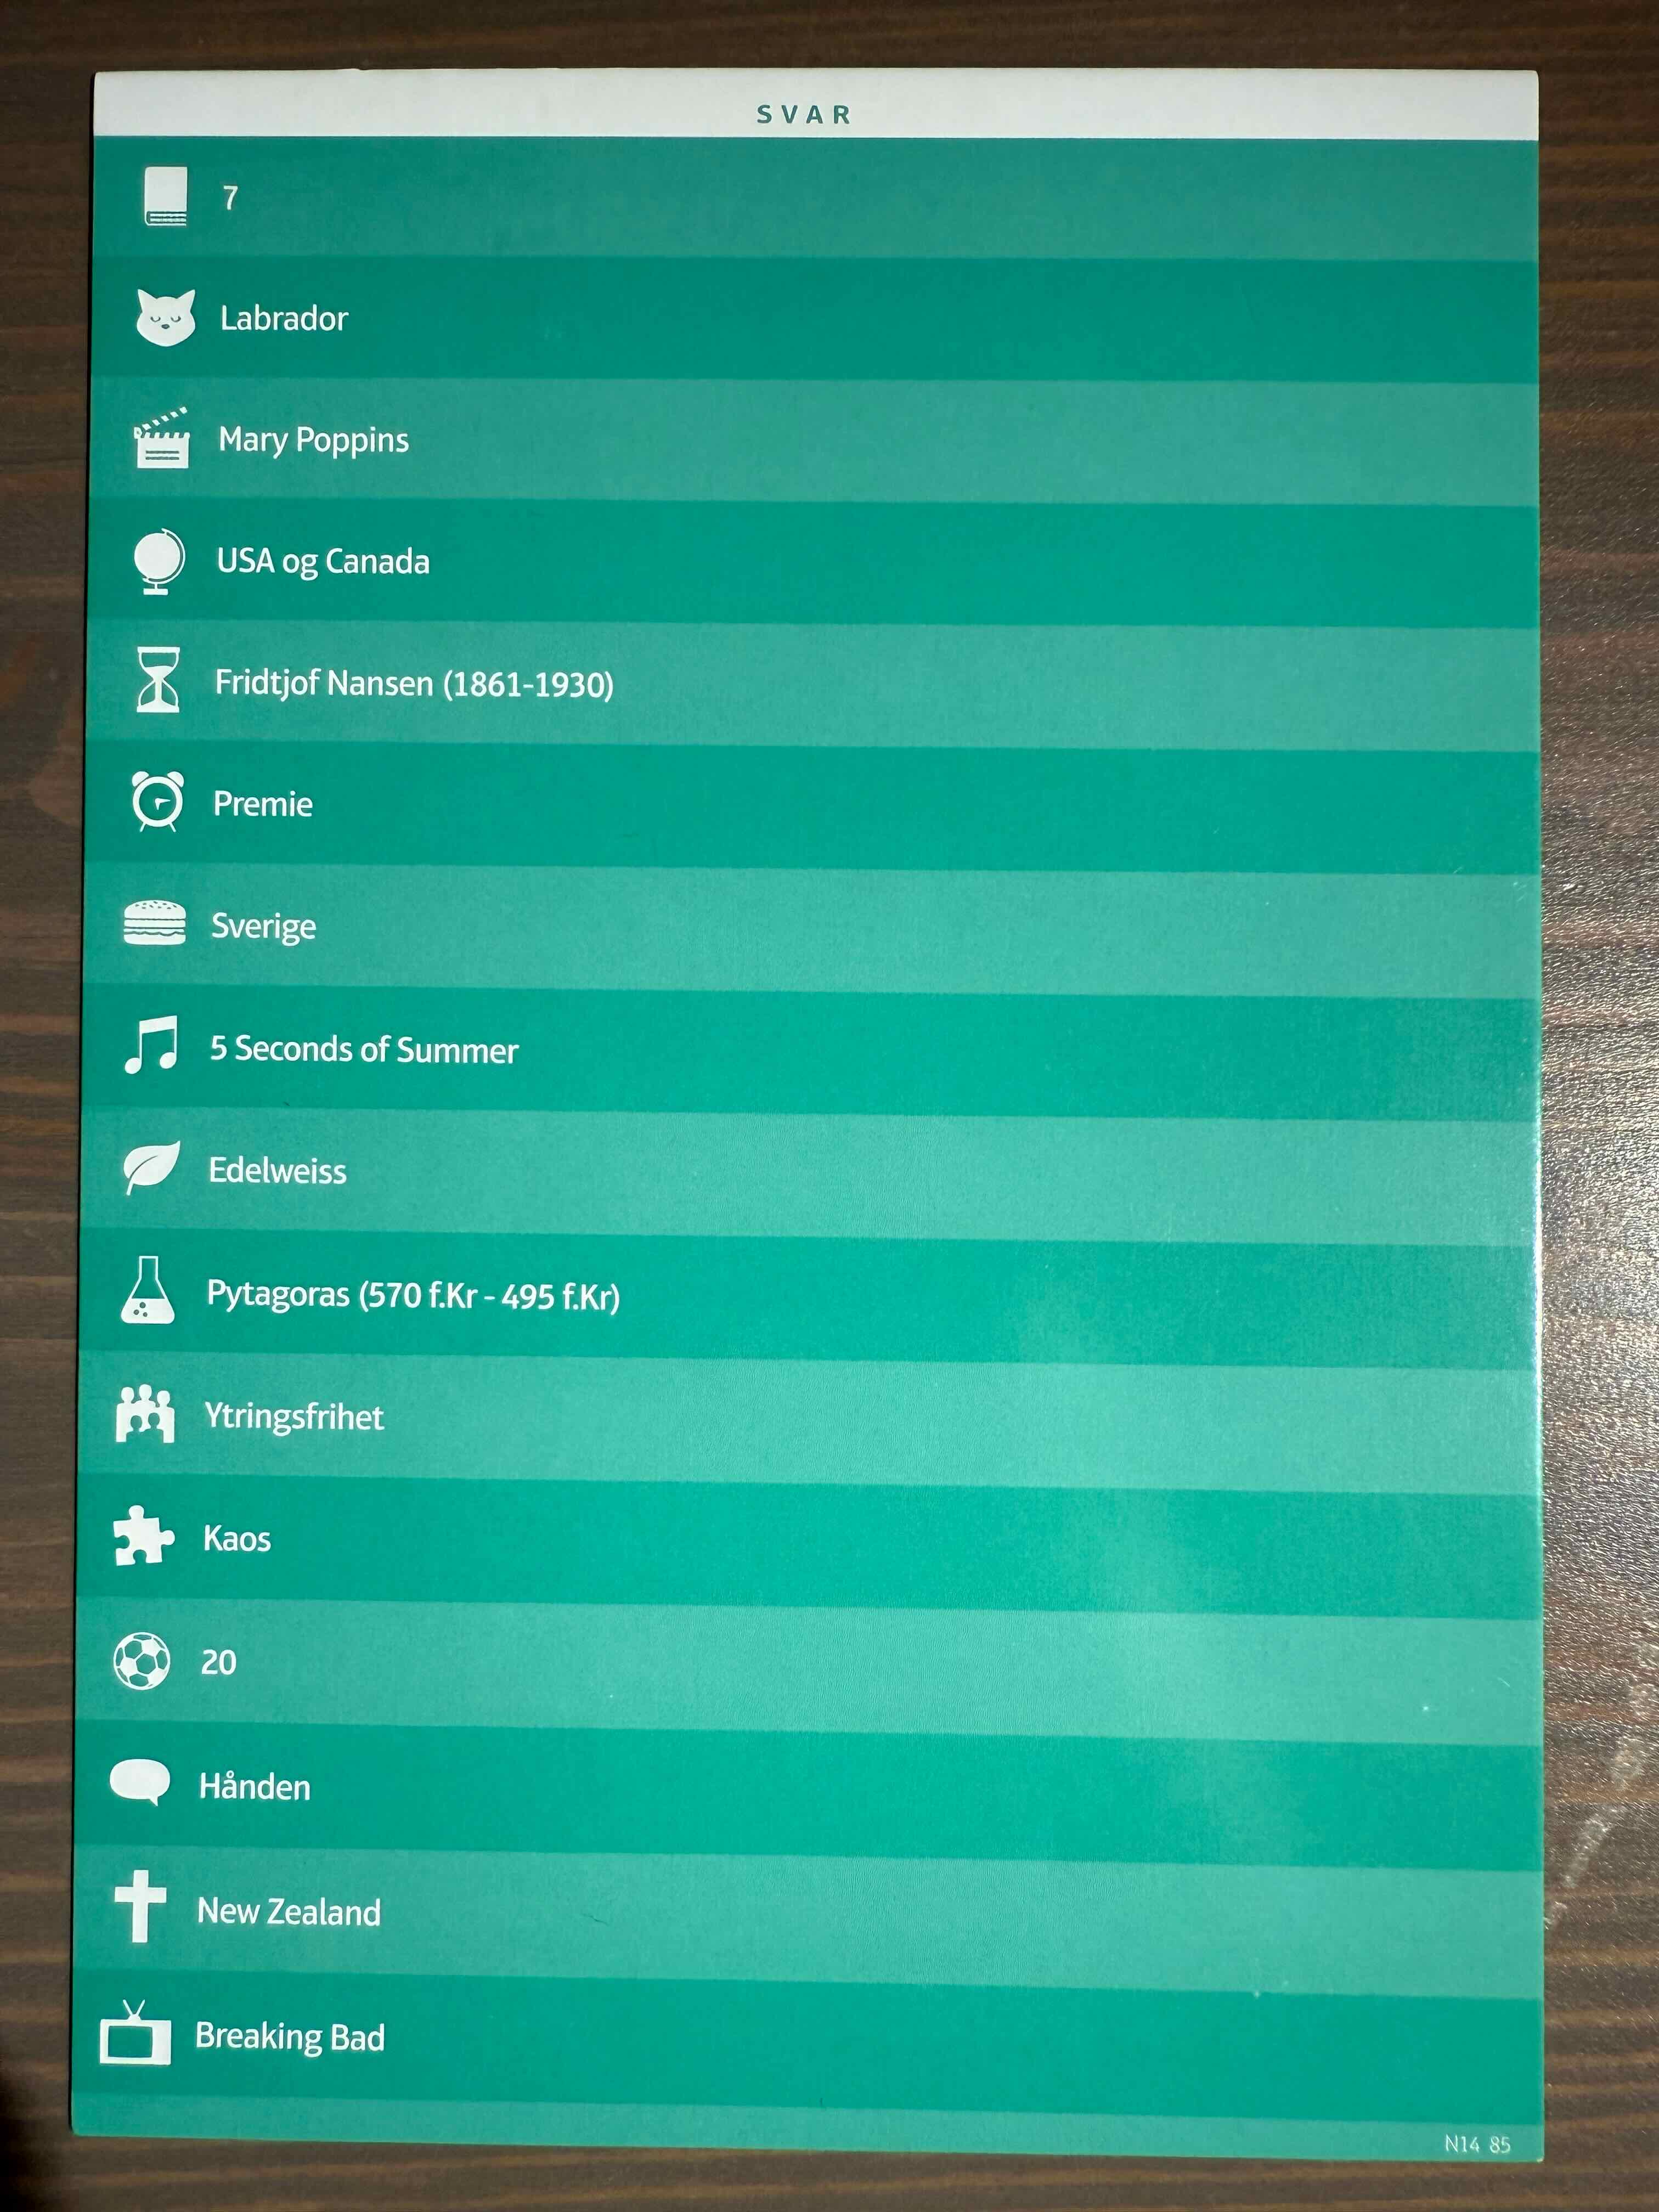 SVAR
7
Labrador
Mary Poppins
USA og Canada
Fridtjof Nansen (1861-1930)
Premie
Sverige
5 Seconds of Summer
Edelweiss
Pytagoras (570 f.Kr - 495 f.Kr)
Ytringsfrihet
Kaos
20
Hånden
New Zealand
Breaking Bad
N14 85